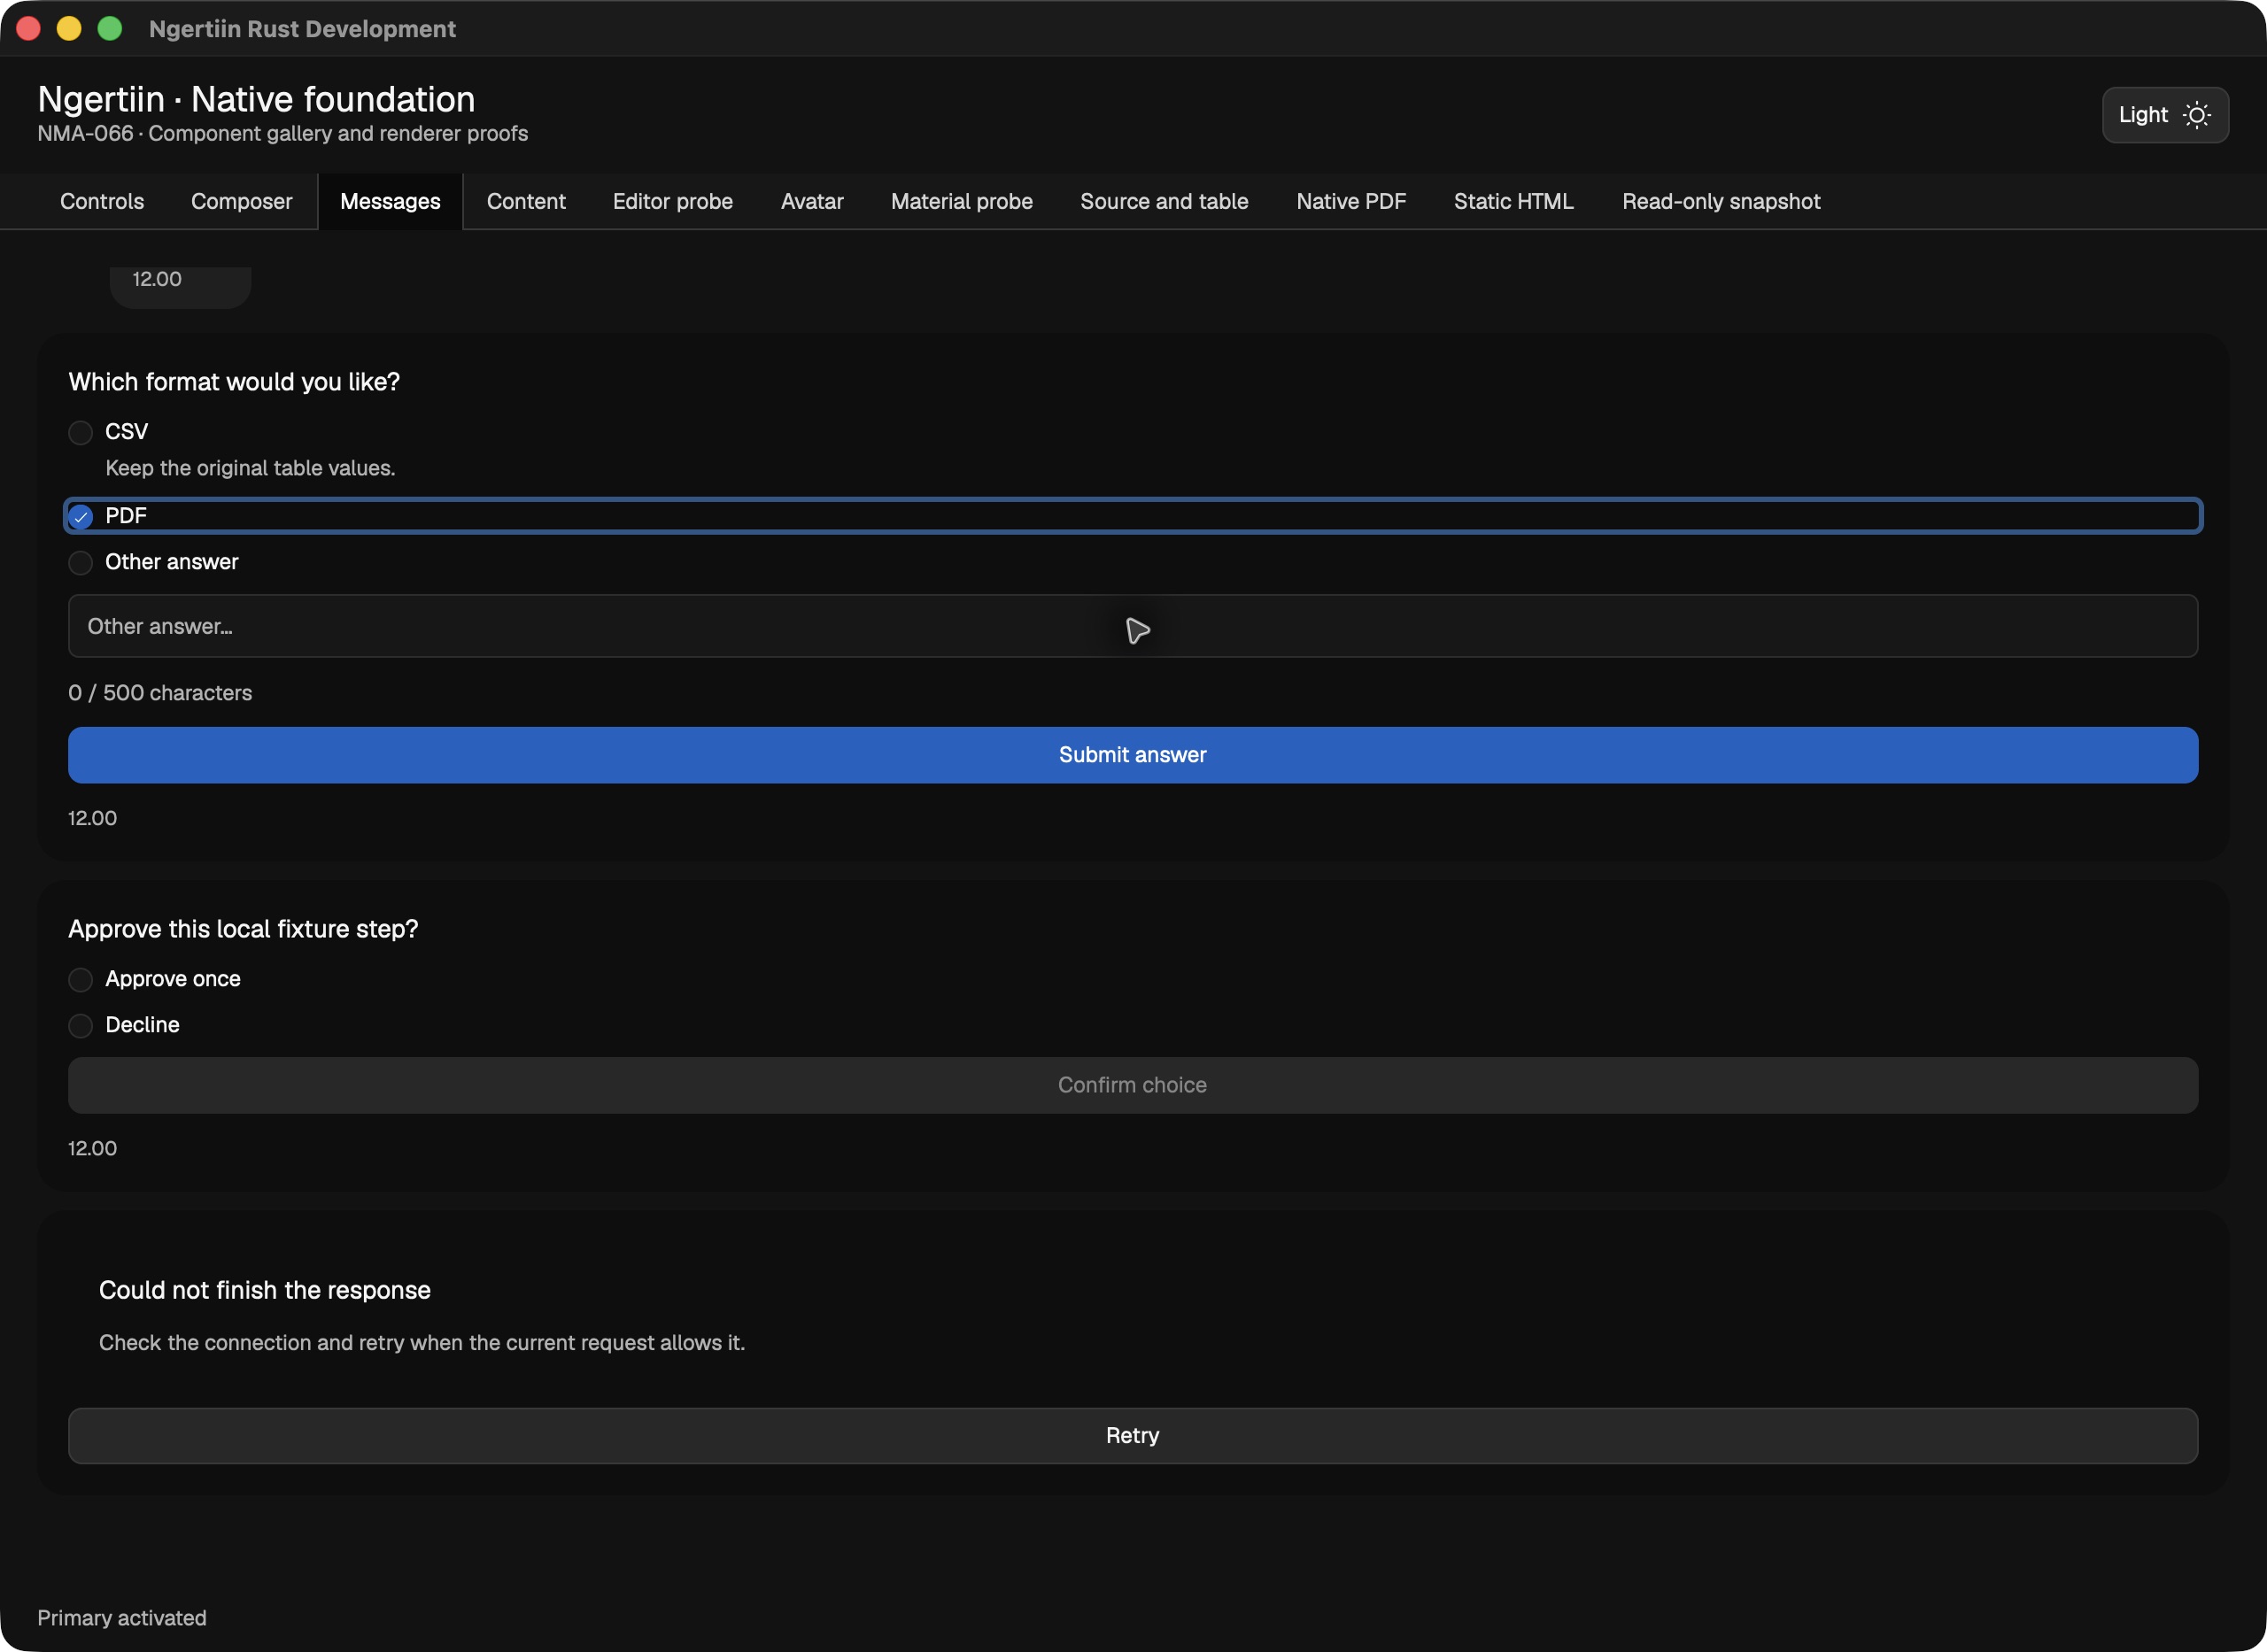 Ngertiin Rust Development
Ngertiin · Native foundation
NMA-066 · Component gallery and renderer proofs
Light
Controls Composer Messages Content Editor probe Avatar Material probe Source and table Native PDF Static HTML Read-only snapshot
12.00
Which format would you like?
CSV
Keep the original table values.
PDF
Other answer
Other answer…
0 / 500 characters
Submit answer
12.00
Approve this local fixture step?
Approve once
Decline
Confirm choice
12.00
Could not finish the response
Check the connection and retry when the current request allows it.
Retry
Primary activated